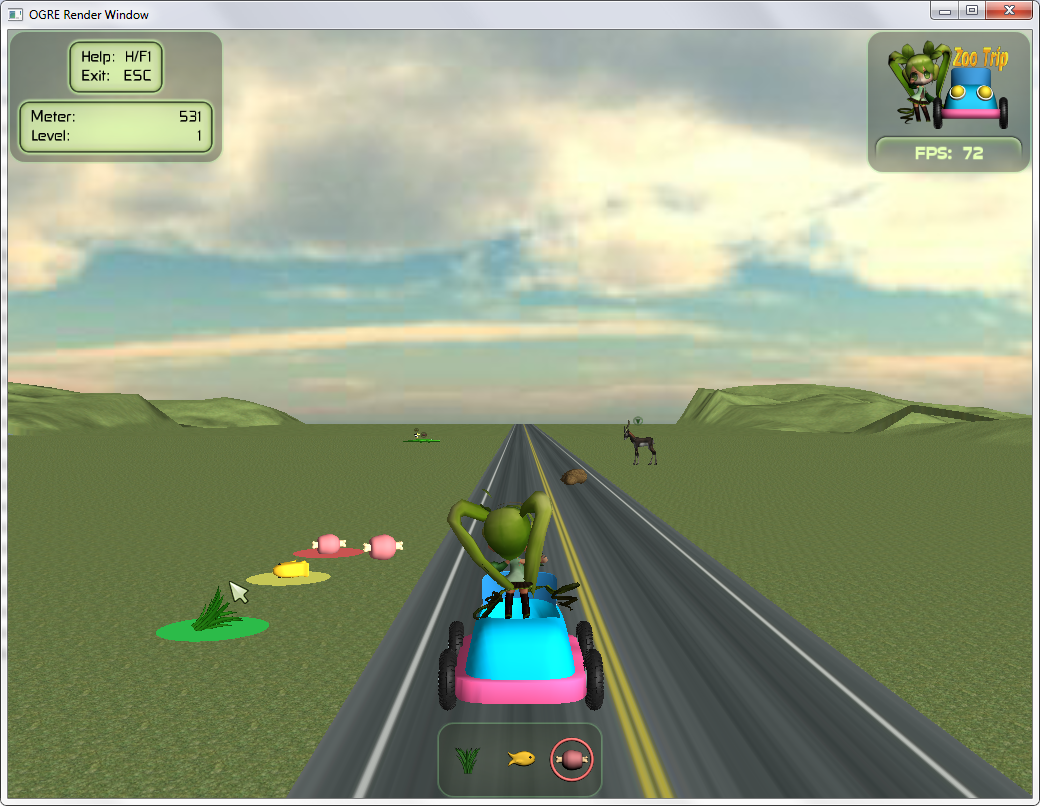 OGRE Render Window
Help: H/F1
Exit: ESC
Meter: 531
Level: 1
Zoo Trip
FPS: 72